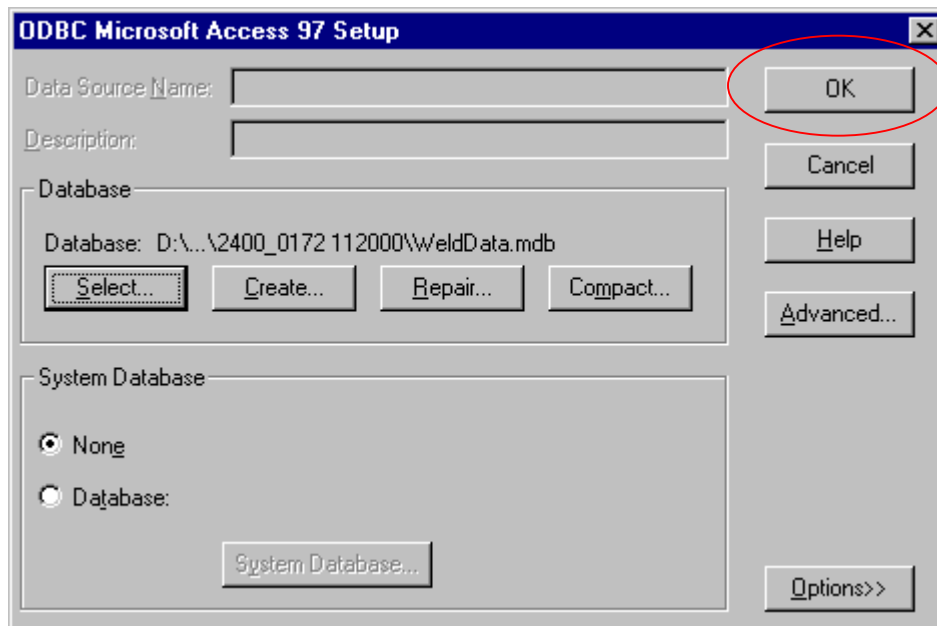 ODBC Microsoft Access 97 Setup
Data Source Name:
OK
Description:
Cancel
Database
Database: D:\...\2400_0172 112000\WeldData.mdb
Help
Select...
Create...
Repair...
Compact...
Advanced...
System Database
None
Database:
System Database...
Options>>